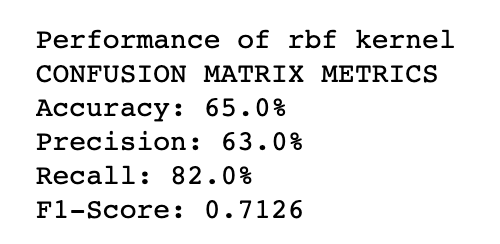 Performance of rbf kernel
CONFUSION MATRIX METRICS
Accuracy: 65.0%
Precision: 63.0%
Recall: 82.0%
F1-Score: 0.7126